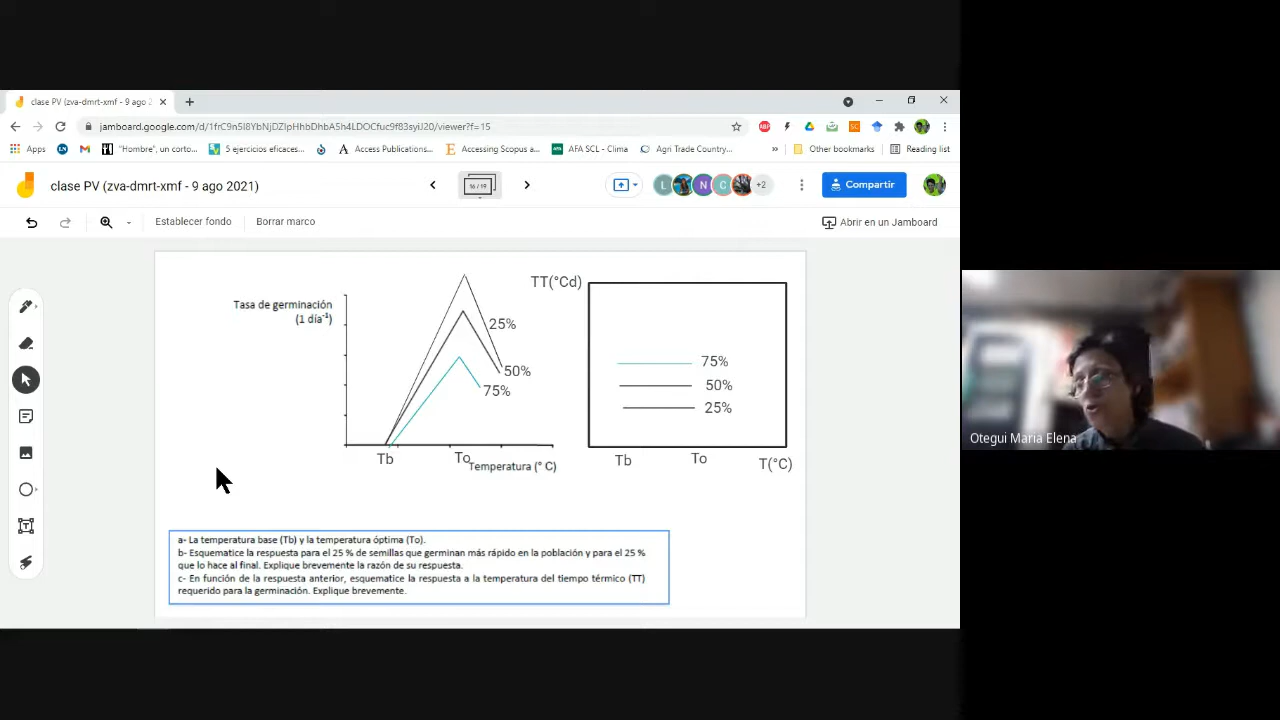 clase PV (zva-dmrt-xmf - 9 ago 2
jamboard.google.com/d/1frC9n5l8YbNjDZIpHhbDhbA5h4LDOCfuc9f83syiJ20/viewer?f=15
ABP
SC
Apps
"Hombre", un corto...
5 ejercicios eficaces...
Access Publications...
Accessing Scopus a...
AFA SCL - Clima
Agri Trade Country...
»
Other bookmarks
Reading list
clase PV (zva-dmrt-xmf - 9 ago 2021)
16 / 19
L
N
C
+2
Compartir
Establecer fondo
Borrar marco
Abrir en un Jamboard
Tasa de germinación
(1 día-1)
25%
50%
75%
Tb
To
Temperatura (° C)
TT(°Cd)
75%
50%
25%
Tb
To
T(°C)
a- La temperatura base (Tb) y la temperatura óptima (To).
b- Esquematice la respuesta para el 25 % de semillas que germinan más rápido en la población y para el 25 %
que lo hace al final. Explique brevemente la razón de su respuesta.
c- En función de la respuesta anterior, esquematice la respuesta a la temperatura del tiempo térmico (TT)
requerido para la germinación. Explique brevemente.
Otegui Maria Elena